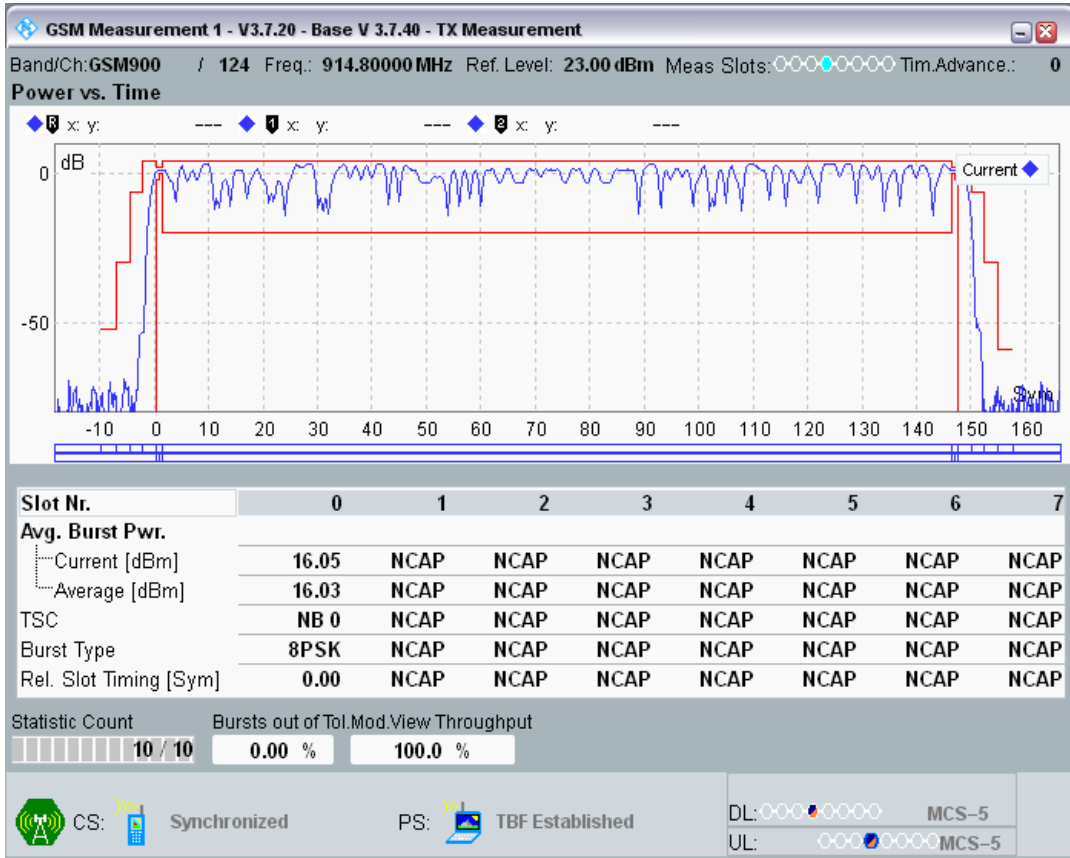 GSM Measurement 1 - V3.7.20 - Base V 3.7.40 - TX Measurement
Band/Ch:GSM900 / 124 Freq.: 914.80000 MHz Ref. Level: 23.00 dBm Meas Slots: Tim.Advance.: 0
Power vs. Time
R x: y: --- 1 x: y: --- 2 x: y: ---
dB
Current
0
-50
Sym
-10 0 10 20 30 40 50 60 70 80 90 100 110 120 130 140 150 160
Slot Nr. 0 1 2 3 4 5 6 7
Avg. Burst Pwr.
Current [dBm] 16.05 NCAP NCAP NCAP NCAP NCAP NCAP NCAP
Average [dBm] 16.03 NCAP NCAP NCAP NCAP NCAP NCAP NCAP
TSC NB 0 NCAP NCAP NCAP NCAP NCAP NCAP NCAP
Burst Type 8PSK NCAP NCAP NCAP NCAP NCAP NCAP NCAP
Rel. Slot Timing [Sym] 0.00 NCAP NCAP NCAP NCAP NCAP NCAP NCAP
Statistic Count Bursts out of Tol. Mod.View Throughput
10 / 10 0.00 % 100.0 %
CS: Synchronized PS: TBF Established
DL: MCS-5
UL: MCS-5